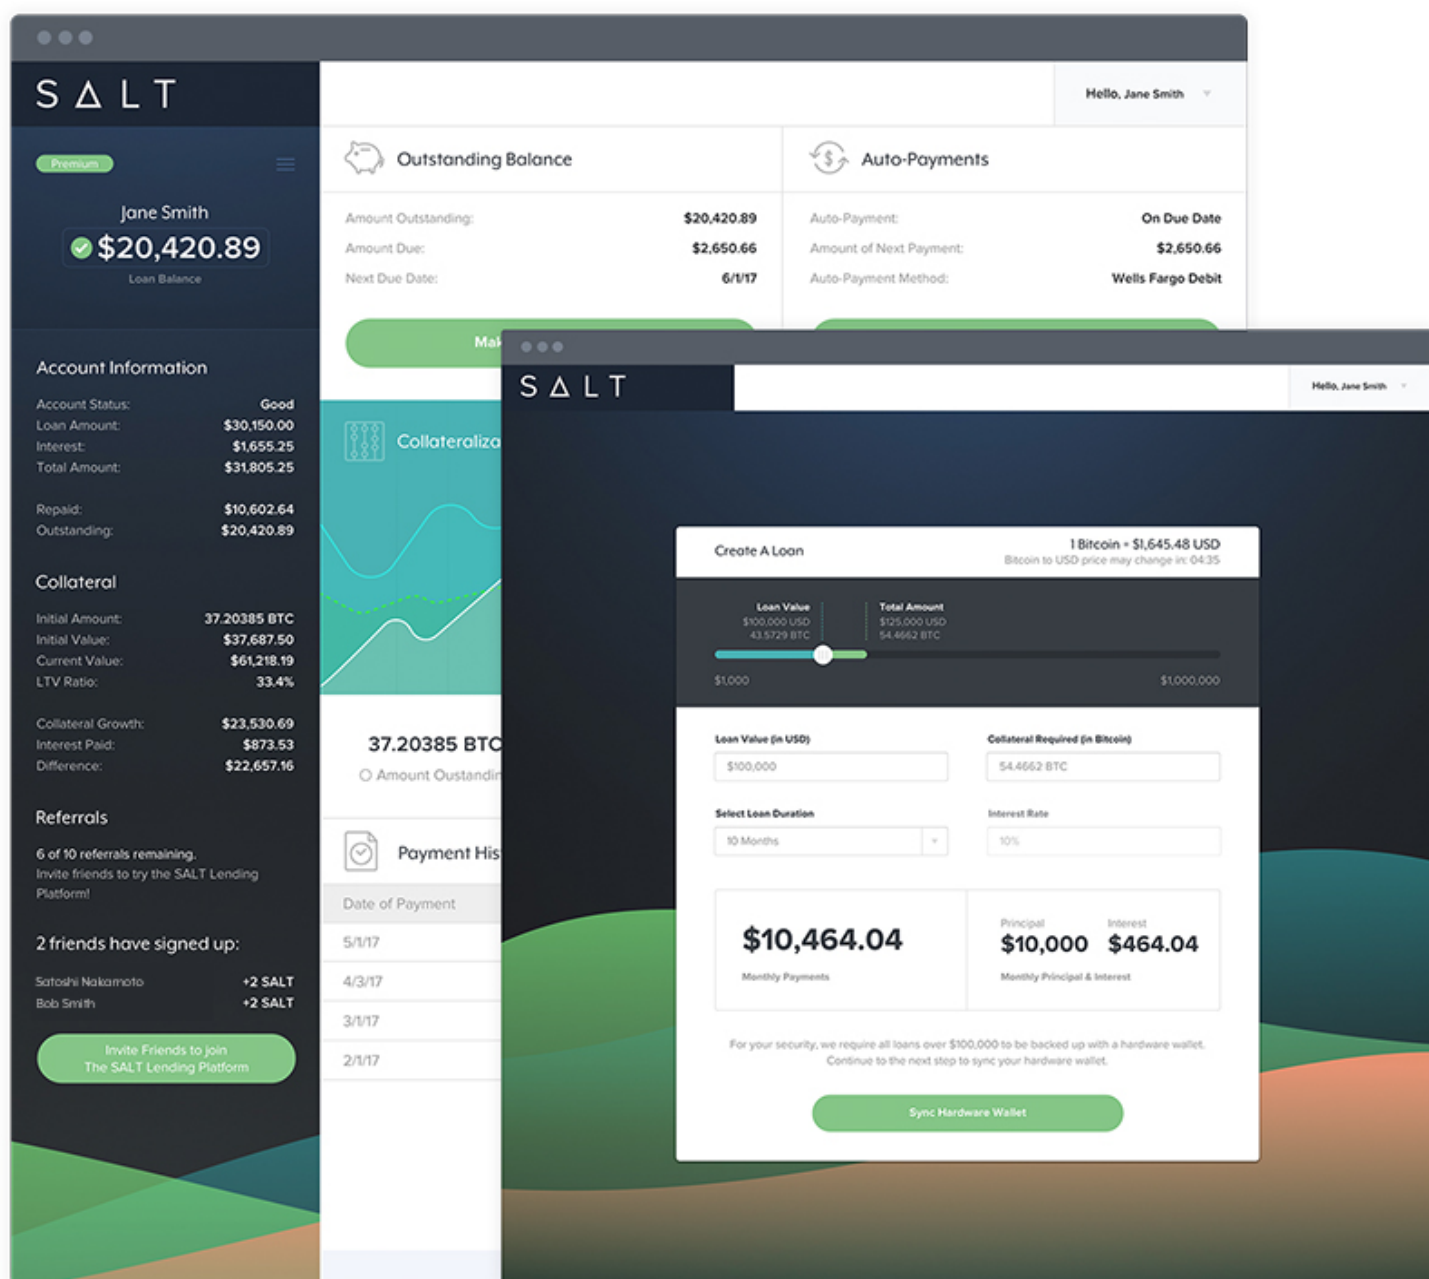 SALT
Hello, Jane Smith
Premium
Jane Smith
$20,420.89
Loan Balance
Account Information
Account Status: Good
Loan Amount: $30,150.00
Interest: $1,655.25
Total Amount: $31,805.25
Repaid: $10,602.64
Outstanding: $20,420.89
Collateral
Initial Amount: 37.20385 BTC
Initial Value: $37,687.50
Current Value: $61,218.19
LTV Ratio: 33.4%
Collateral Growth: $23,530.69
Interest Paid: $873.53
Difference: $22,657.16
Referrals
6 of 10 referrals remaining.
Invite friends to try the SALT Lending
Platform!
2 friends have signed up:
Satoshi Nakamoto +2 SALT
Bob Smith +2 SALT
Invite Friends to join
The SALT Lending Platform
Outstanding Balance
Amount Outstanding: $20,420.89
Amount Due: $2,650.66
Next Due Date: 6/1/17
Mak
Auto-Payments
Auto-Payment: On Due Date
Amount of Next Payment: $2,650.66
Auto-Payment Method: Wells Fargo Debit
Collateraliza
37.20385 BTC
Amount Oustandin
Payment His
Date of Payment
5/1/17
4/3/17
3/1/17
2/1/17
SALT
Hello, Jane Smith
Create A Loan
1 Bitcoin = $1,645.48 USD
Bitcoin to USD price may change in: 04:35
Loan Value
$100,000 USD
43.5729 BTC
Total Amount
$125,000 USD
54.4662 BTC
$1,000
$1,000,000
Loan Value (in USD)
$100,000
Collateral Required (in Bitcoin)
54.4662 BTC
Select Loan Duration
10 Months
Interest Rate
10%
$10,464.04
Monthly Payments
Principal Interest
$10,000 $464.04
Monthly Principal & Interest
For your security, we require all loans over $100,000 to be backed up with a hardware wallet.
Continue to the next step to sync your hardware wallet.
Sync Hardware Wallet